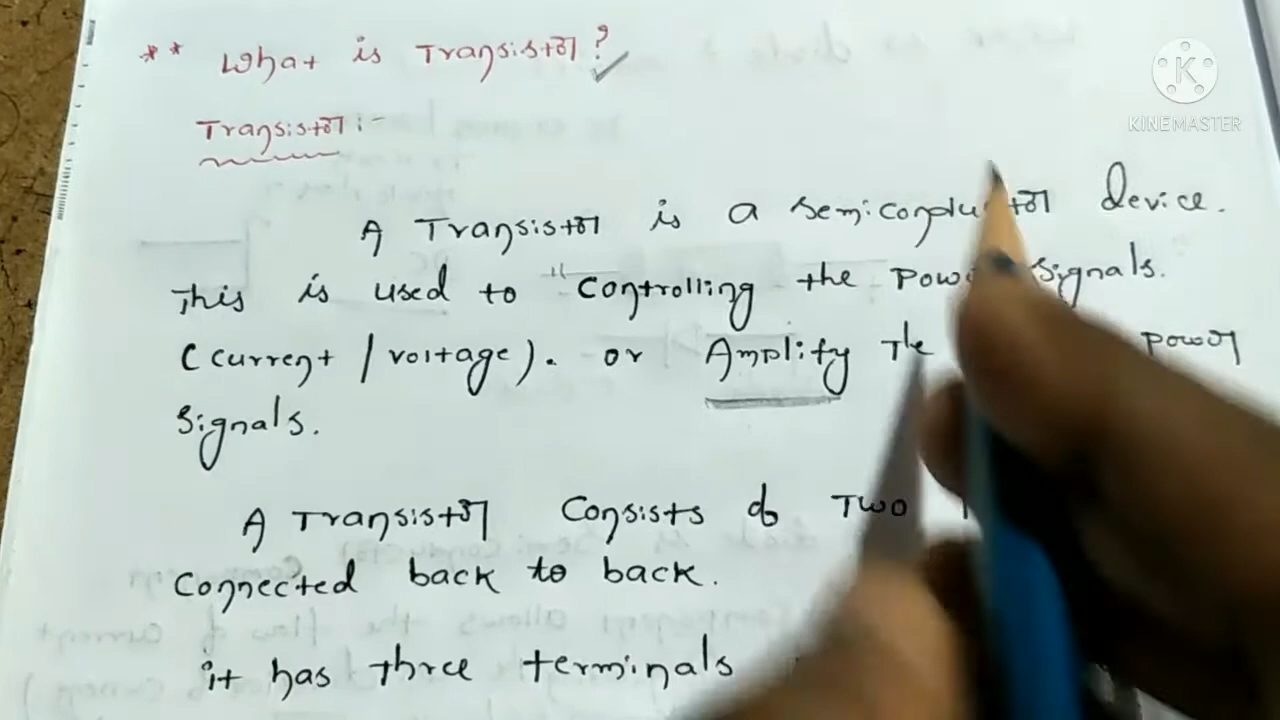 ** What is Transistor?
Transistor :-
A Transistor is a semiconductor device.
This is used to "controlling the Power signals.
(current / voltage). or Amplify The power
signals.
A Transistor Consists of Two
Connected back to back.
it has three terminals
KINEMASTER